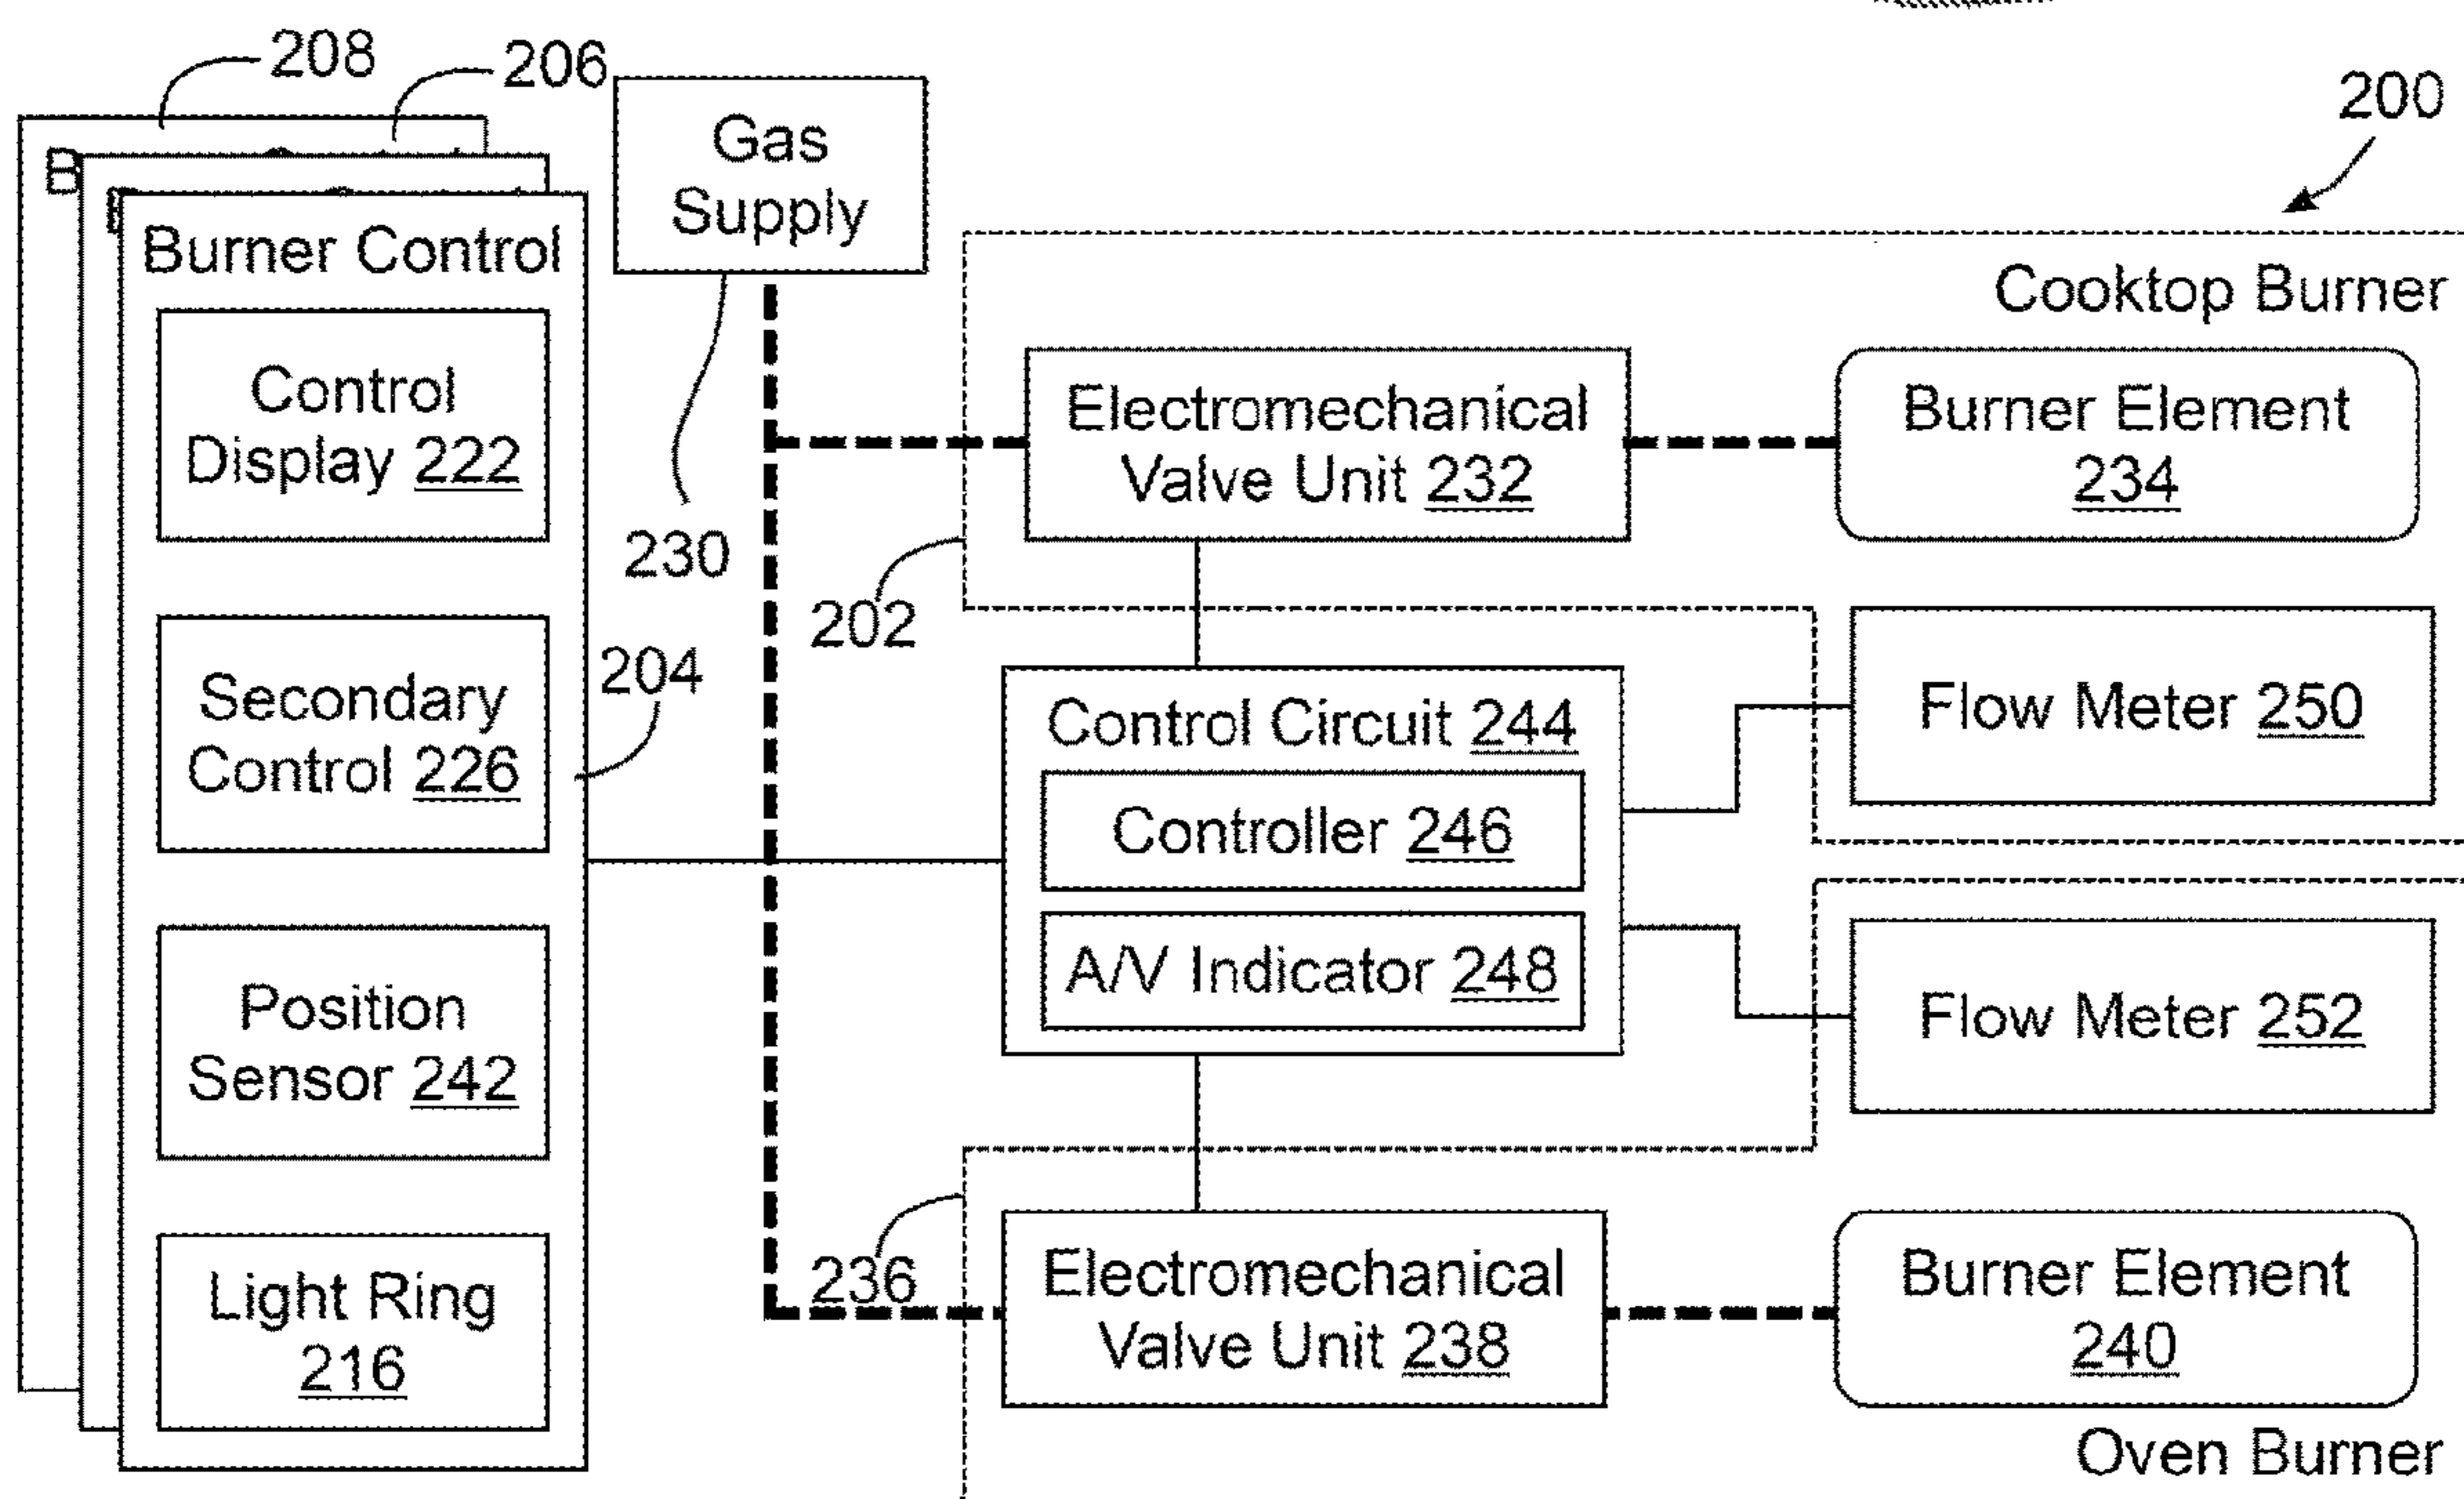 208
206
200
Gas
Supply
B
Burner Control
Cooktop Burner
Control
Display 222
Electromechanical
Valve Unit 232
Burner Element
234
230
202
204
Secondary
Control 226
Control Circuit 244
Controller 246
A/V Indicator 248
Flow Meter 250
Flow Meter 252
Position
Sensor 242
236
Light Ring
216
Electromechanical
Valve Unit 238
Burner Element
240
Oven Burner